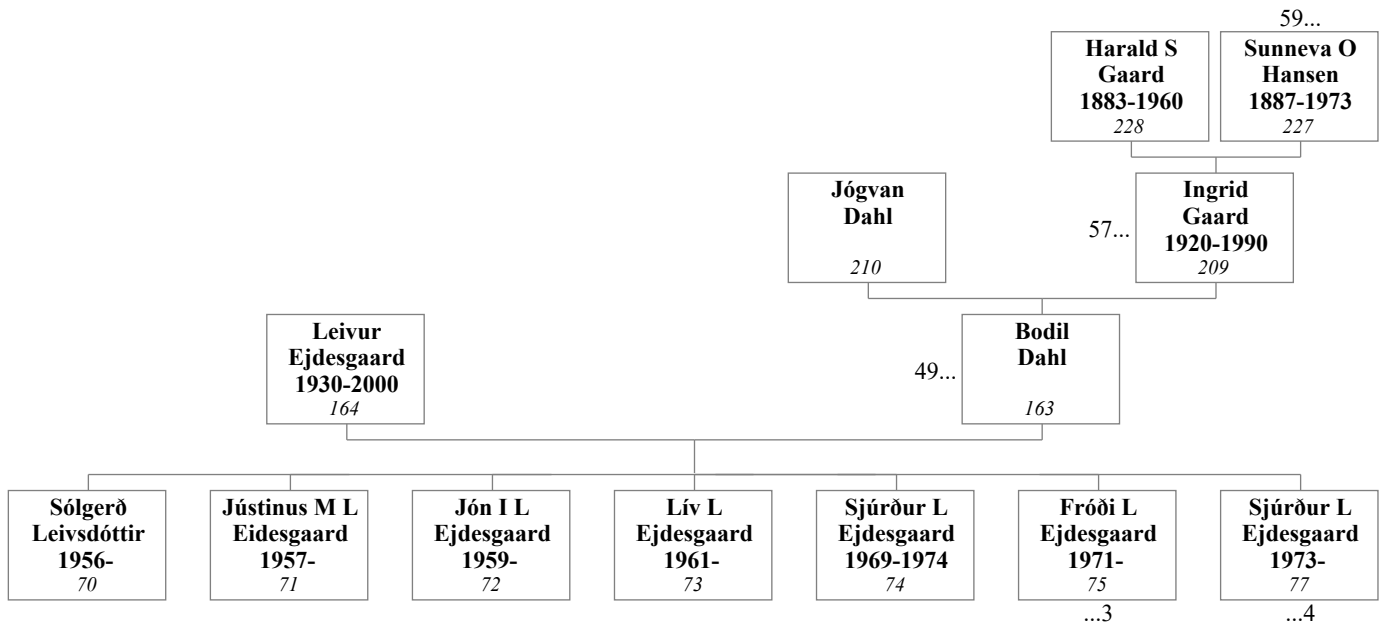 59...
Harald S
Gaard
1883-1960
228
Sunneva O
Hansen
1887-1973
227
Jógvan
Dahl
210
57...
Ingrid
Gaard
1920-1990
209
Leivur
Ejdesgaard
1930-2000
164
49...
Bodil
Dahl
163
Sólgerð
Leivsdóttir
1956-
70
Jústinus M L
Eidesgaard
1957-
71
Jón I L
Ejdesgaard
1959-
72
Lív L
Ejdesgaard
1961-
73
Sjúrður L
Ejdesgaard
1969-1974
74
Fróði L
Ejdesgaard
1971-
75
...3
Sjúrður L
Ejdesgaard
1973-
77
...4